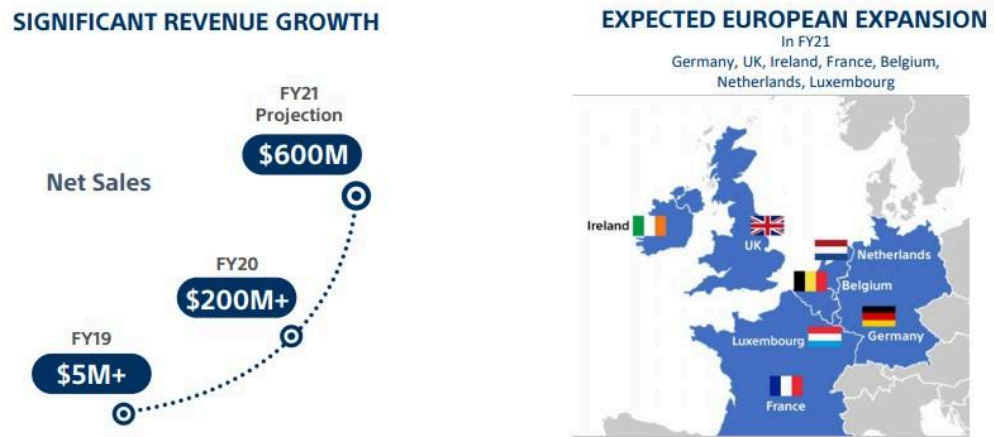 SIGNIFICANT REVENUE GROWTH
FY21
Projection
$600M
Net Sales
FY20
$200M+
FY19
$5M+
EXPECTED EUROPEAN EXPANSION
In FY21
Germany, UK, Ireland, France, Belgium,
Netherlands, Luxembourg
Ireland
UK
Netherlands
Belgium
Luxembourg
Germany
France